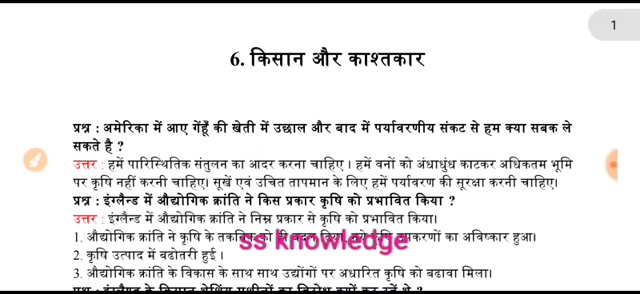 1
6. किसान और काश्तकार
प्रश्न : अमेरिका में आए गेंहूँ की खेती में उछाल और बाद में पर्यावरणीय संकट से हम क्या सबक ले
सकते है ?
उत्तर : हमें पारिस्थितिक संतुलन का आदर करना चाहिए। हमें वनों को अंधाधुंध काटकर अधिकतम भूमि
पर कृषि नहीं करनी चाहिए। सूखें एवं उचित तापमान के लिए हमें पर्यावरण की सुरक्षा करनी चाहिए।
प्रश्न : इंग्लैन्ड में औद्योगिक क्रांति ने किस प्रकार कृषि को प्रभावित किया ?
उत्तर : इंग्लैन्ड में औद्योगिक क्रांति ने निम्न प्रकार से कृषि को प्रभावित किया।
1. औद्योगिक क्रांति ने कृषि के को ही का अविष्कार हुआ।
ss knowledge
2. कृषि उत्पाद में बढोतरी हुई ।
3. औद्योगिक क्रांति के विकास के साथ साथ उद्योंगों पर अधारित कृषि को बढावा मिला।